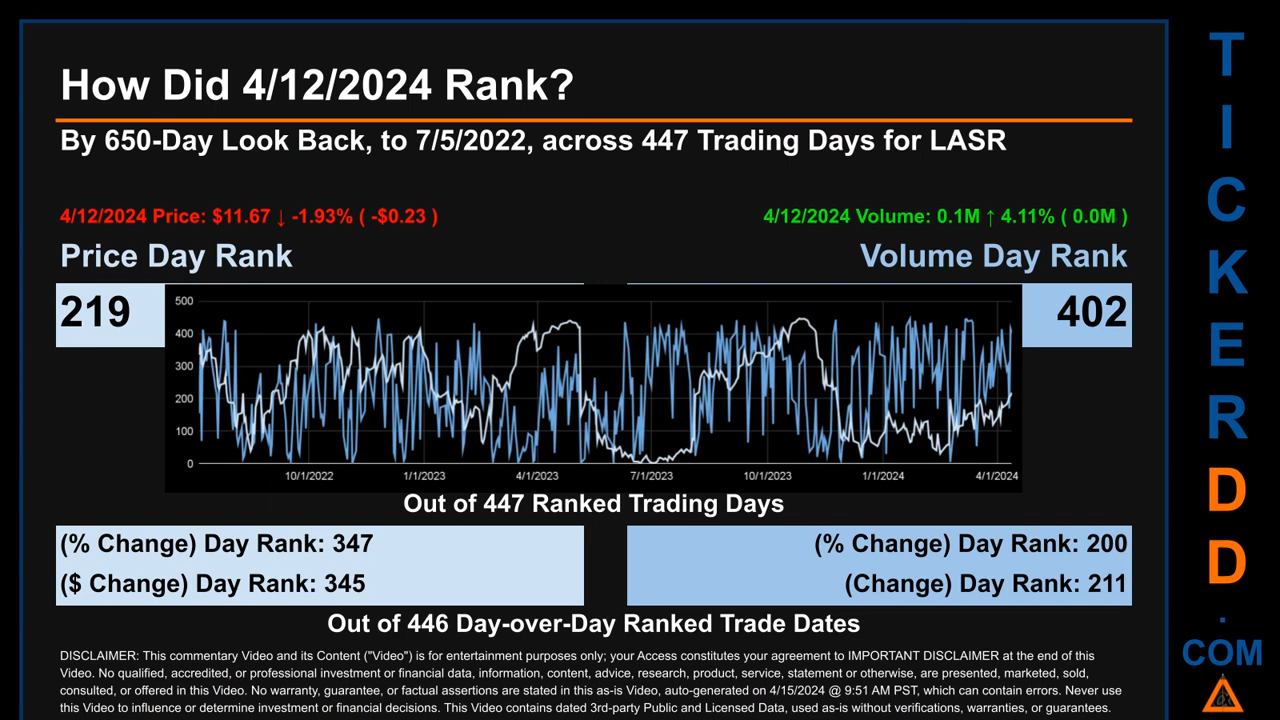 How Did 4/12/2024 Rank?
By 650-Day Look Back, to 7/5/2022, across 447 Trading Days for LASR
4/12/2024 Price: $11.67 ↓ -1.93% ( -$0.23 )
4/12/2024 Volume: 0.1M ↑ 4.11% ( 0.0M )
Price Day Rank
Volume Day Rank
219
402
500
400
300
200
100
0
10/1/2022
1/1/2023
4/1/2023
7/1/2023
10/1/2023
1/1/2024
4/1/2024
Out of 447 Ranked Trading Days
(% Change) Day Rank: 347
($ Change) Day Rank: 345
(% Change) Day Rank: 200
(Change) Day Rank: 211
Out of 446 Day-over-Day Ranked Trade Dates
DISCLAIMER: This commentary Video and its Content ("Video") is for entertainment purposes only; your Access constitutes your agreement to IMPORTANT DISCLAIMER at the end of this
Video. No qualified, accredited, or professional investment or financial data, information, content, advice, research, product, service, statement or otherwise, are presented, marketed, sold,
consulted, or offered in this Video. No warranty, guarantee, or factual assertions are stated in this as-is Video, auto-generated on 4/15/2024 @ 9:51 AM PST, which can contain errors. Never use
this Video to influence or determine investment or financial decisions. This Video contains dated 3rd-party Public and Licensed Data, used as-is without verifications, warranties, or guarantees.
T
I
C
K
E
R
D
D
.
COM